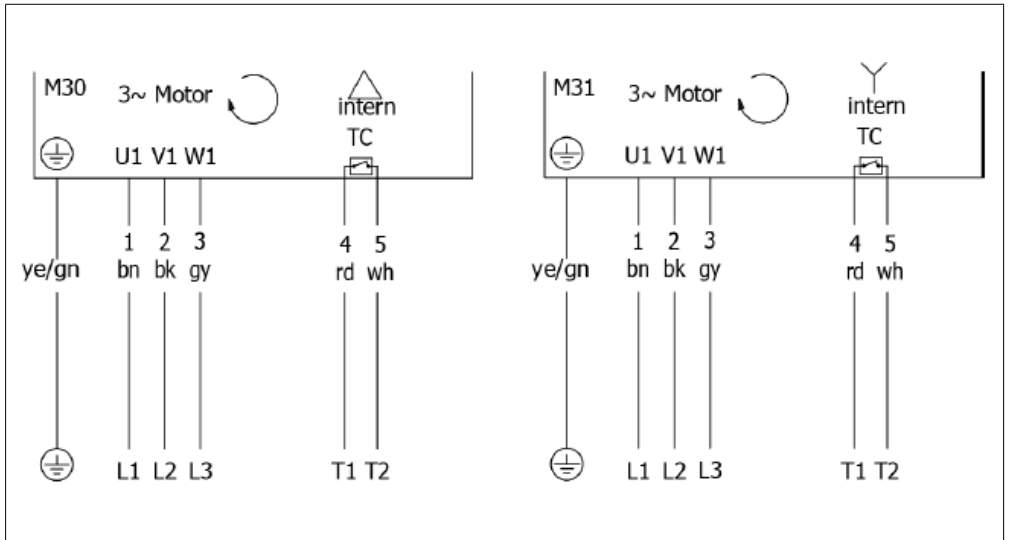 M30 3~ Motor intern
TC
U1 V1 W1
1 2 3 4 5
ye/gn bn bk gy rd wh
L1 L2 L3 T1 T2
M31 3~ Motor intern
TC
U1 V1 W1
1 2 3 4 5
ye/gn bn bk gy rd wh
L1 L2 L3 T1 T2